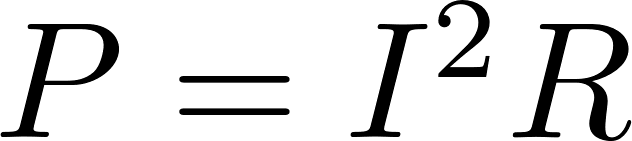 P = I²R